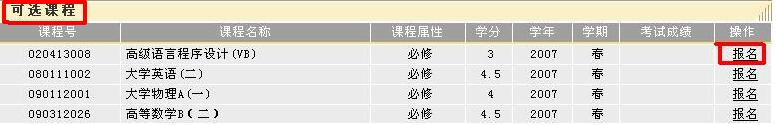 可选课程
课程号 课程名称 课程属性 学分 学年 学期 考试成绩 操作
020413008 高级语言程序设计(VB) 必修 3 2007 春 报名
080111002 大学英语(二) 必修 4.5 2007 春 报名
090112001 大学物理A(一) 必修 4 2007 春 报名
090312026 高等数学B(二) 必修 4.5 2007 春 报名